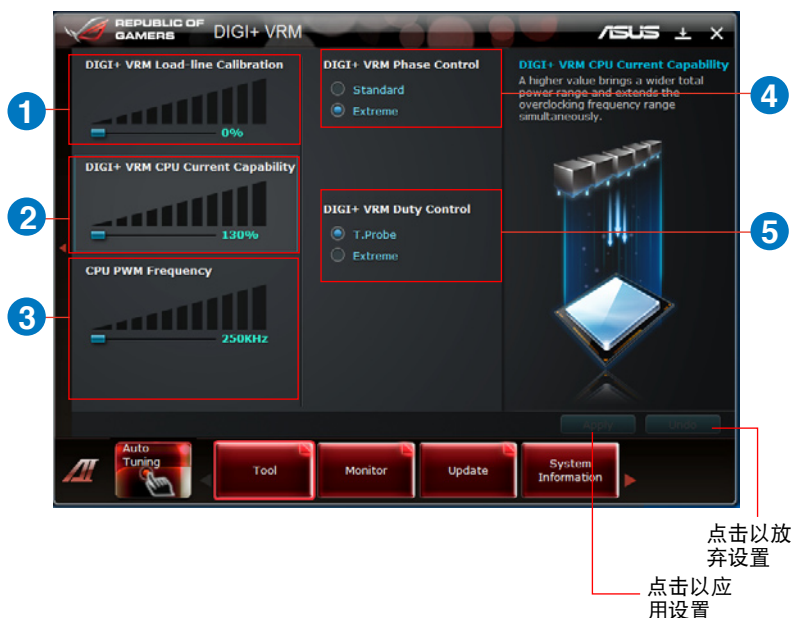 REPUBLIC OF
GAMERS
DIGI+ VRM
ASUS
DIGI+ VRM Load-line Calibration
0%
1
DIGI+ VRM CPU Current Capability
130%
2
CPU PWM Frequency
250KHz
3
DIGI+ VRM Phase Control
Standard
Extreme
4
DIGI+ VRM Duty Control
T.Probe
Extreme
5
DIGI+ VRM CPU Current Capability
A higher value brings a wider total
power range and extends the
overclocking frequency range
simultaneously.
Apply
Undo
Auto
Tuning
Tool
Monitor
Update
System
Information
点击以放
弃设置
点击以应
用设置